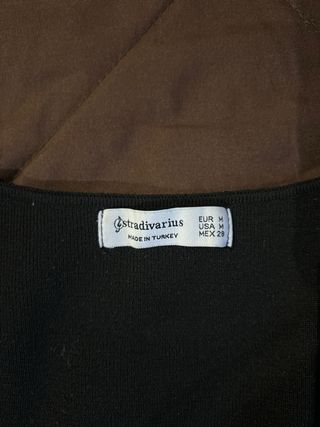 stradivarius
MADE IN TURKEY
EUR M
USA M
MEX 28